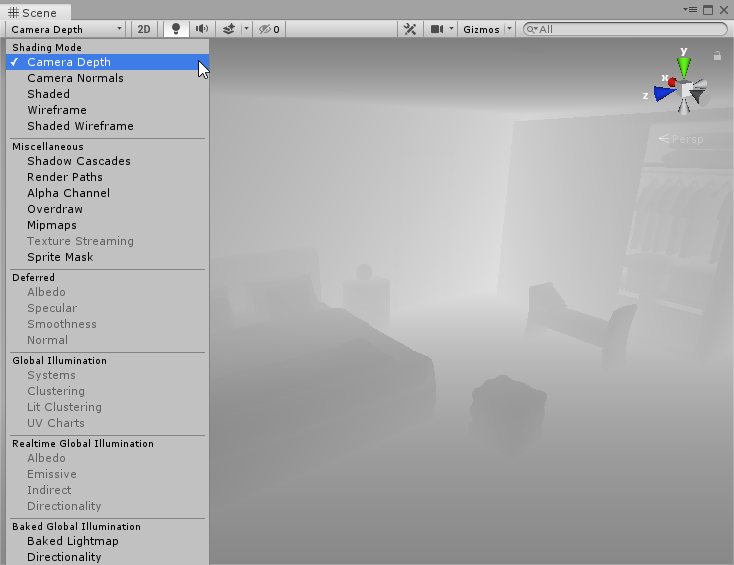 Scene
Camera Depth 2D 0 Gizmos All
Shading Mode
Camera Depth
Camera Normals
Shaded
Wireframe
Shaded Wireframe
Miscellaneous
Shadow Cascades
Render Paths
Alpha Channel
Overdraw
Mipmaps
Texture Streaming
Sprite Mask
Deferred
Albedo
Specular
Smoothness
Normal
Global Illumination
Systems
Clustering
Lit Clustering
UV Charts
Realtime Global Illumination
Albedo
Emissive
Indirect
Directionality
Baked Global Illumination
Baked Lightmap
Directionality
y
x
z
Persp